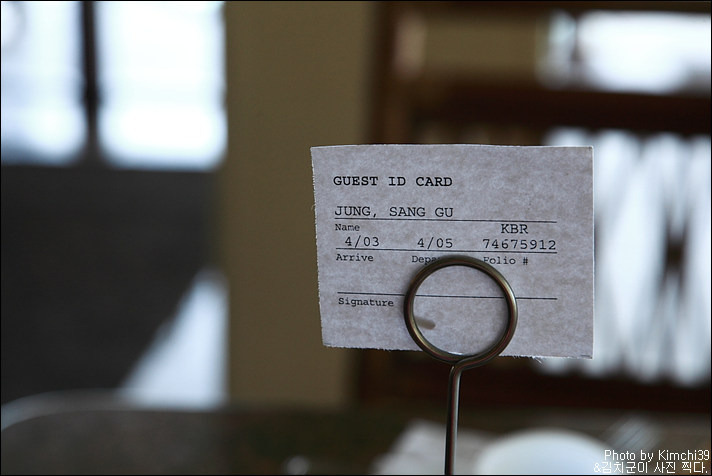 GUEST ID CARD
JUNG, SANG GU
Name KBR
4/03 4/05 74675912
Arrive Folio #
Signature
Photo by Kimchi39
&김치군이 사진 찍다.